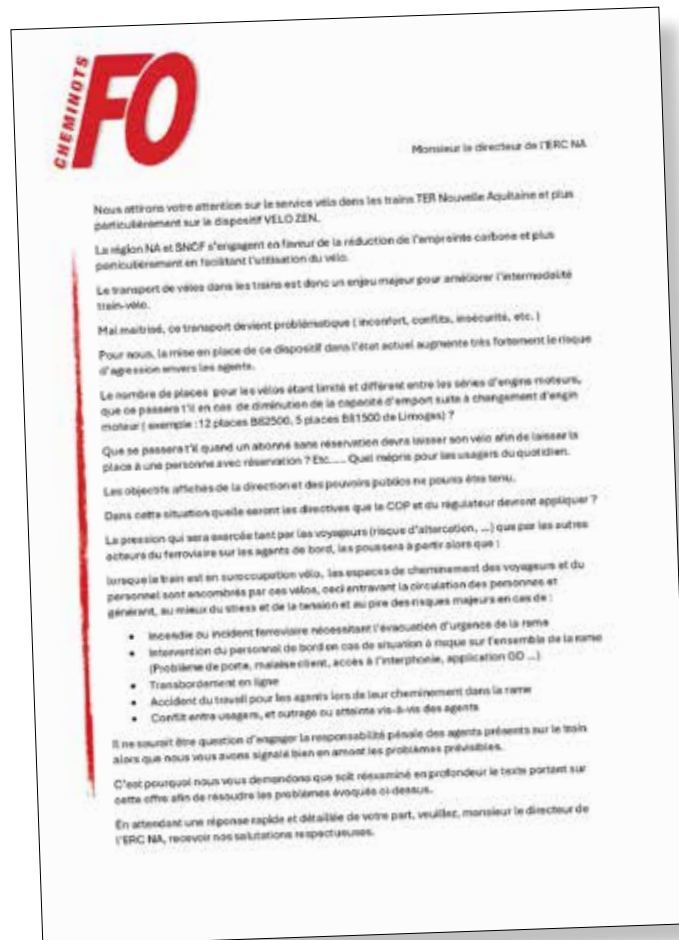 CHEMINOTS
FO
Monsieur le directeur de l'ERC NA
Nous attirons votre attention sur le service vélo dans les trains TER Nouvelle Aquitaine et plus
particulièrement sur le dispositif VELO ZEN.
La région NA et SNCF s'engagent en faveur de la réduction de l'empreinte carbone et plus
particulièrement en facilitant l'utilisation du vélo.
Le transport de vélos dans les trains est donc un enjeu majeur pour améliorer l'intermodalité
train-vélo.
Mal maitrisé, ce transport devient problématique ( inconfort, conflits, insécurité, etc. )
Pour nous, la mise en place de ce dispositif dans l'état actuel augmente très fortement le risque
d'agression envers les agents.
Le nombre de places pour les vélos étant limité et différent entre les séries d'engins moteurs,
que ce passera t'il en cas de diminution de la capacité d'emport suite à changement d'engin
moteur ( exemple :12 places B82500, 5 places B81500 de Limoges) ?
Que se passera t'il quand un abonné sans réservation devra laisser son vélo afin de laisser la
place à une personne avec réservation ? Etc..... Quel mépris pour les usagers du quotidien.
Les objectifs affichés de la direction et des pouvoirs publics ne pourra être tenu.
Dans cette situation quelle seront les directives que le COP et du régulateur devront appliquer ?
La pression qui sera exercée tant par les voyageurs (risque d'altercation, ...) que par les autres
acteurs du ferroviaire sur les agents de bord, les poussera à partir alors que :
lorsque le train est en suroccupation vélo, les espaces de cheminement des voyageurs et du
personnel sont encombrés par ces vélos, ceci entravant la circulation des personnes et
générant, au mieux du stress et de la tension et au pire des risques majeurs en cas de :
• Incendie ou incident ferroviaire nécessitant l'évacuation d'urgence de la rame
• Intervention du personnel de bord en cas de situation à risque sur l'ensemble de la rame
(Problème de porte, malaise client, accès à l'interphonie, application GD ...)
• Transbordement en ligne
• Accident du travail pour les agents lors de leur cheminement dans la rame
• Conflit entre usagers, et outrage ou atteinte vis-à-vis des agents
Il ne saurait être question d'engager la responsabilité pénale des agents présents sur le train
alors que nous vous avons signalé bien en amont les problèmes prévisibles.
C'est pourquoi nous vous demandons que soit réexaminé en profondeur le texte portant sur
cette offre afin de résoudre les problèmes évoqués ci-dessus.
En attendant une réponse rapide et détaillée de votre part, veuillez, monsieur le directeur de
l'ERC NA, recevoir nos salutations respectueuses.